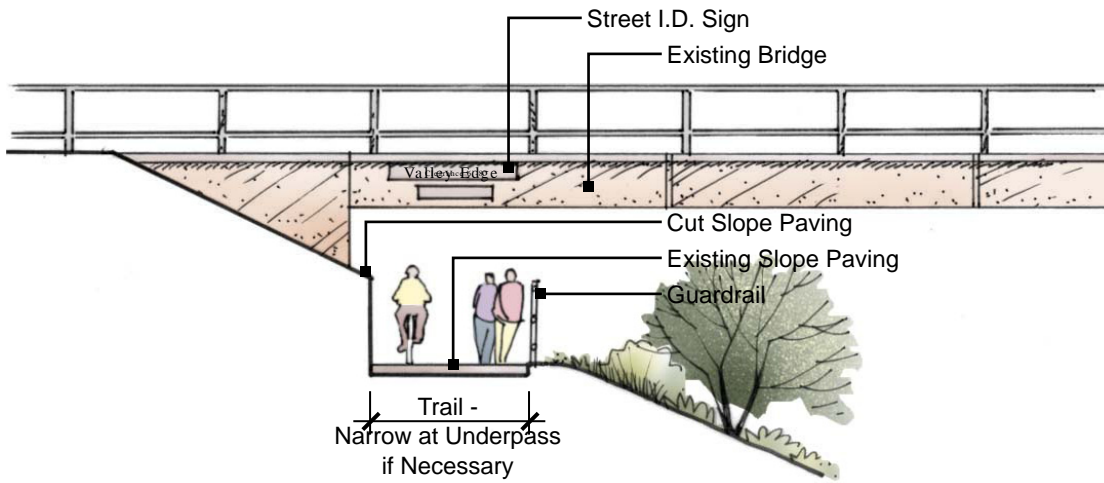 Street I.D. Sign
Existing Bridge
Valley Edge
Cut Slope Paving
Existing Slope Paving
Guardrail
Trail -
Narrow at Underpass
if Necessary